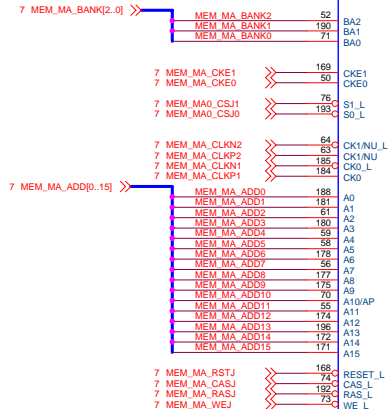 7 MEM_MA_BANK[2..0]
MEM_MA_BANK2 52 BA2
MEM_MA_BANK1 190 BA1
MEM_MA_BANK0 71 BA0
7 MEM_MA_CKE1 169 CKE1
7 MEM_MA_CKE0 50 CKE0
7 MEM_MA0_CSJ1 76 S1_L
7 MEM_MA0_CSJ0 193 S0_L
7 MEM_MA_CLKN2 64 CK1/NU_L
7 MEM_MA_CLKP2 63 CK1/NU
7 MEM_MA_CLKN1 185 CK0_L
7 MEM_MA_CLKP1 184 CK0
7 MEM_MA_ADD[0..15]
MEM_MA_ADD0 188 A0
MEM_MA_ADD1 181 A1
MEM_MA_ADD2 61 A2
MEM_MA_ADD3 180 A3
MEM_MA_ADD4 59 A4
MEM_MA_ADD5 58 A5
MEM_MA_ADD6 178 A6
MEM_MA_ADD7 56 A7
MEM_MA_ADD8 177 A8
MEM_MA_ADD9 175 A9
MEM_MA_ADD10 70 A10/AP
MEM_MA_ADD11 55 A11
MEM_MA_ADD12 174 A12
MEM_MA_ADD13 196 A13
MEM_MA_ADD14 172 A14
MEM_MA_ADD15 171 A15
7 MEM_MA_RSTJ 168 RESET_L
7 MEM_MA_CASJ 74 CAS_L
7 MEM_MA_RASJ 192 RAS_L
7 MEM_MA_WEJ 73 WE_L